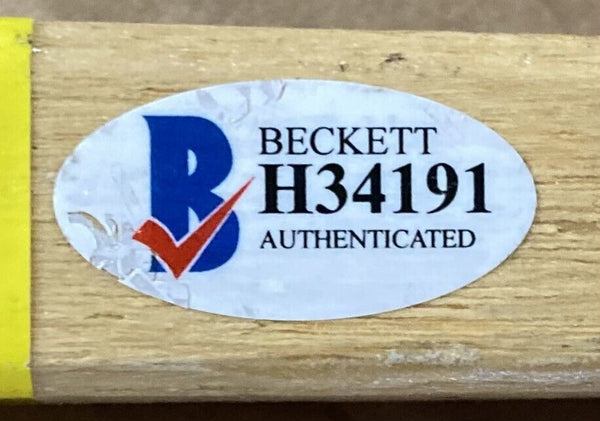 B
BECKETT
H34191
AUTHENTICATED